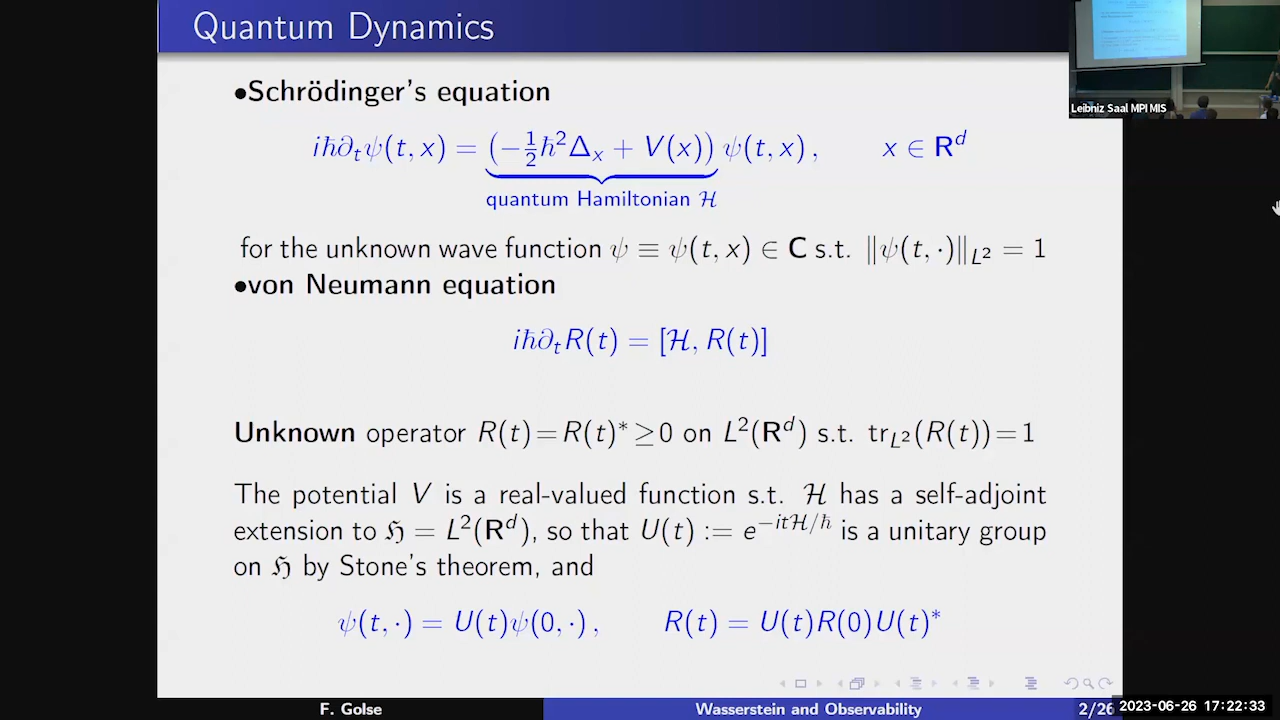 Quantum Dynamics
Leibniz Saal MPI MIS
•Schrödinger's equation
iℏ∂ₜψ(t, x) = (−½ℏ²Δₓ + V(x)) ψ(t, x) ,   x ∈ 𝐑ᵈ
quantum Hamiltonian ℋ
for the unknown wave function ψ ≡ ψ(t, x) ∈ 𝐂 s.t. ‖ψ(t, ·)‖_{L²} = 1
•von Neumann equation
iℏ∂ₜR(t) = [ℋ, R(t)]
Unknown operator R(t)=R(t)*≥0 on L²(𝐑ᵈ) s.t. tr_{L²}(R(t))=1
The potential V is a real-valued function s.t. ℋ has a self-adjoint
extension to ℌ = L²(𝐑ᵈ), so that U(t) := e^{−itℋ/ℏ} is a unitary group
on ℌ by Stone's theorem, and
ψ(t, ·) = U(t)ψ(0, ·) ,   R(t) = U(t)R(0)U(t)*
F. Golse
Wasserstein and Observability
2/26
2023-06-26 17:22:33